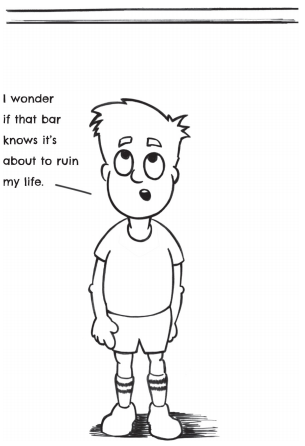 I wonder
if that bar
knows it's
about to ruin
my life.